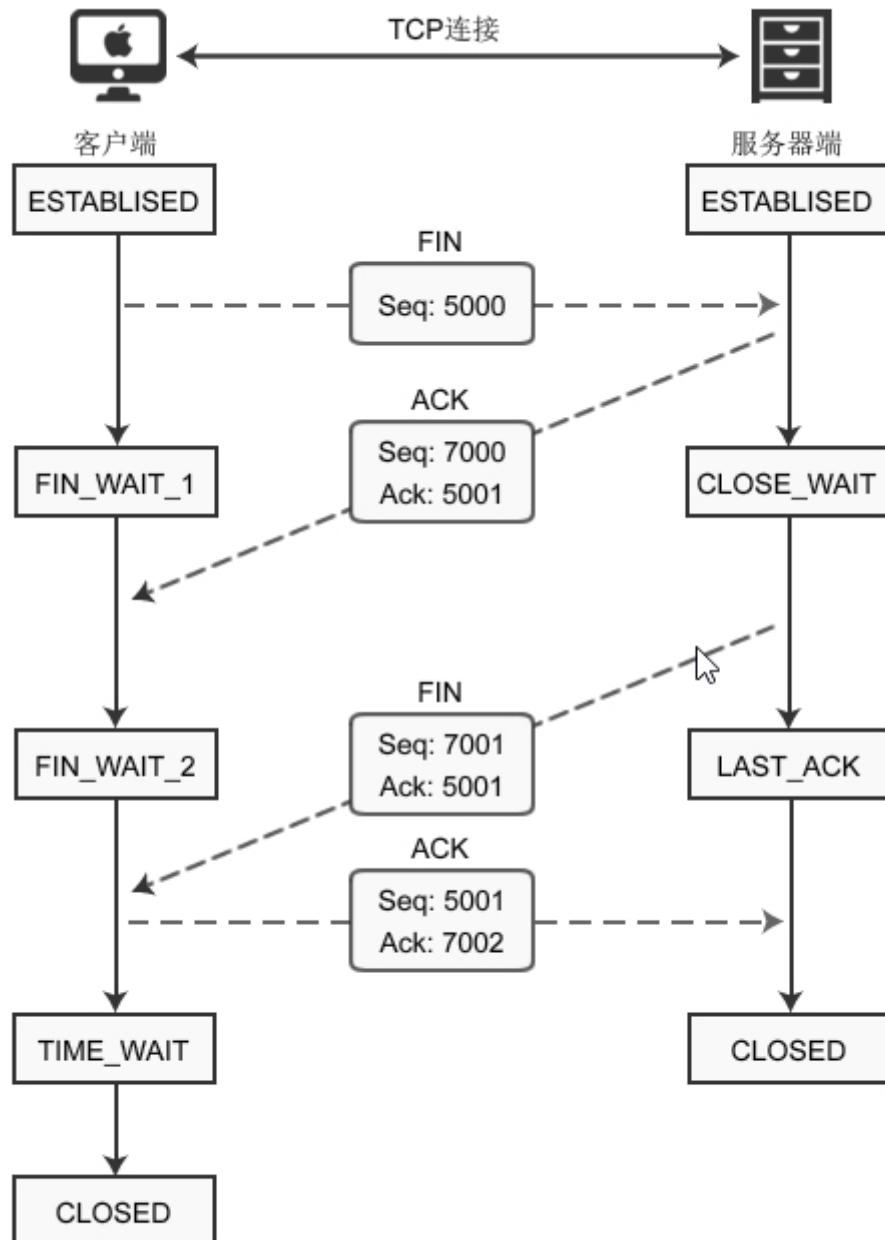 TCP连接
客户端
服务器端
ESTABLISED
ESTABLISED
FIN
Seq: 5000
ACK
Seq: 7000
Ack: 5001
FIN_WAIT_1
CLOSE_WAIT
FIN
Seq: 7001
Ack: 5001
FIN_WAIT_2
LAST_ACK
ACK
Seq: 5001
Ack: 7002
TIME_WAIT
CLOSED
CLOSED